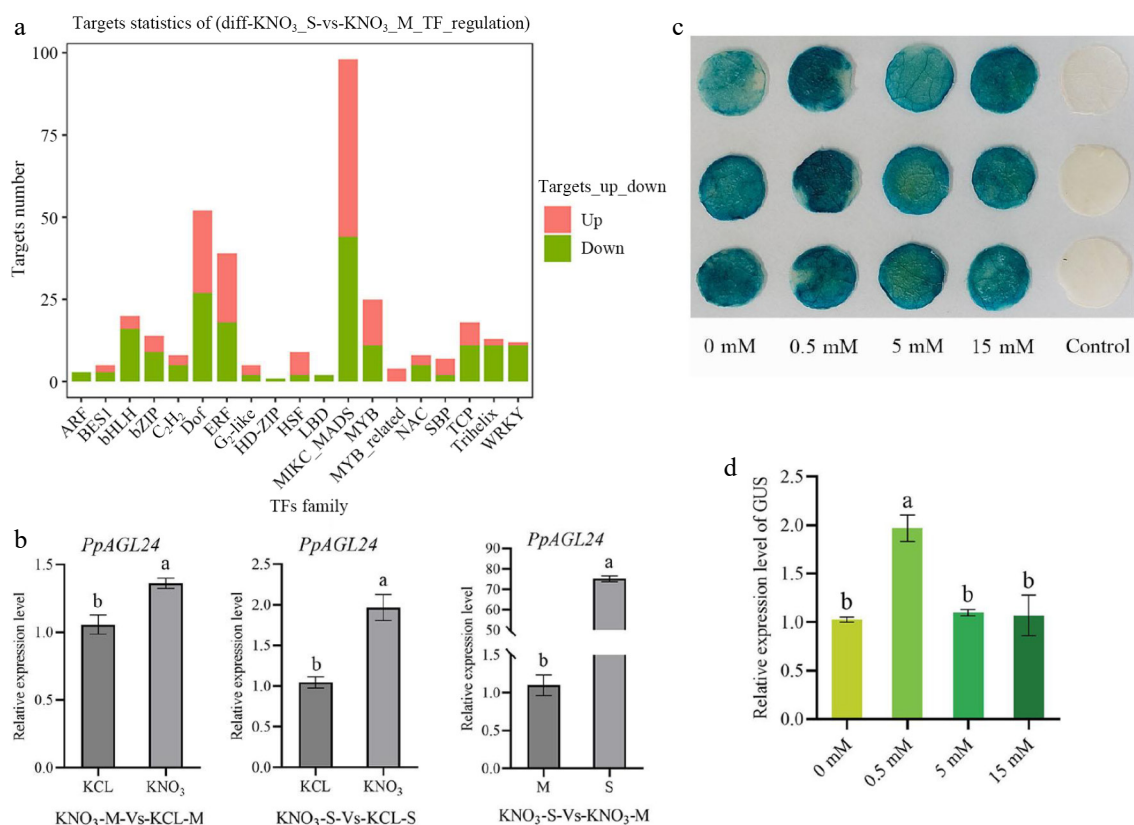 a
Targets statistics of (diff-KNO₃_S-vs-KNO₃_M_TF_regulation)
Targets number
100
75
50
25
0
ARF
BES1
bHLH
bZIP
C₂H₂
Dof
ERF
G₂-like
HD-ZIP
HSF
LBD
MIKC_MADS
MYB
MYB_related
NAC
SBP
TCP
Trihelix
WRKY
TFs family
Targets_up_down
Up
Down
b
PpAGL24
Relative expression level
1.5
1.0
0.5
0.0
b
a
KCL
KNO₃
KNO₃-M-Vs-KCL-M
PpAGL24
Relative expression level
2.5
2.0
1.5
1.0
0.5
0.0
b
a
KCL
KNO₃
KNO₃-S-Vs-KCL-S
PpAGL24
Relative expression level
90
80
70
60
50
1.5
1.0
0.5
0.0
b
a
M
S
KNO₃-S-Vs-KNO₃-M
c
0 mM
0.5 mM
5 mM
15 mM
Control
d
Relative expression level of GUS
2.5
2.0
1.5
1.0
0.5
0.0
b
a
b
b
0 mM
0.5 mM
5 mM
15 mM